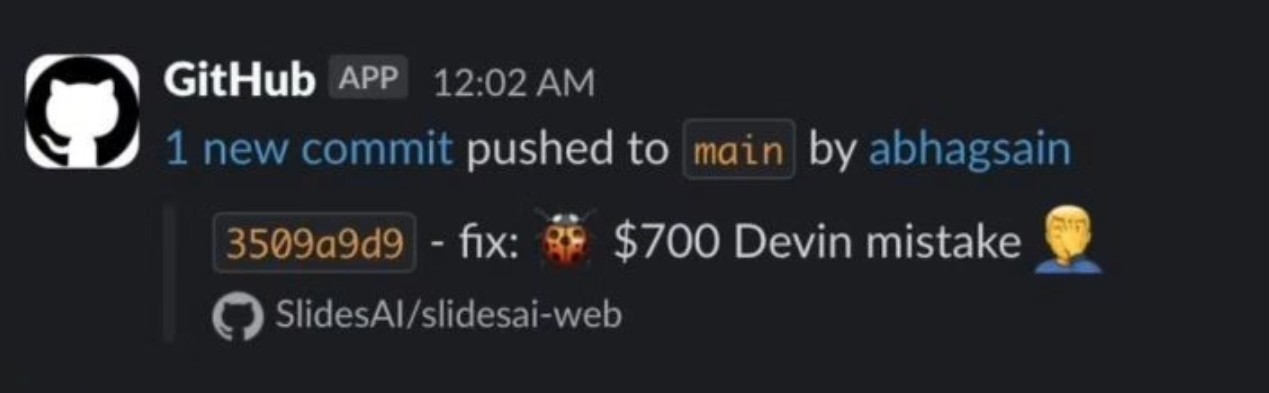 GitHub APP 12:02 AM
1 new commit pushed to main by abhagsain
3509a9d9 - fix: 🐞 $700 Devin mistake 🤦‍♂️
SlidesAI/slidesai-web